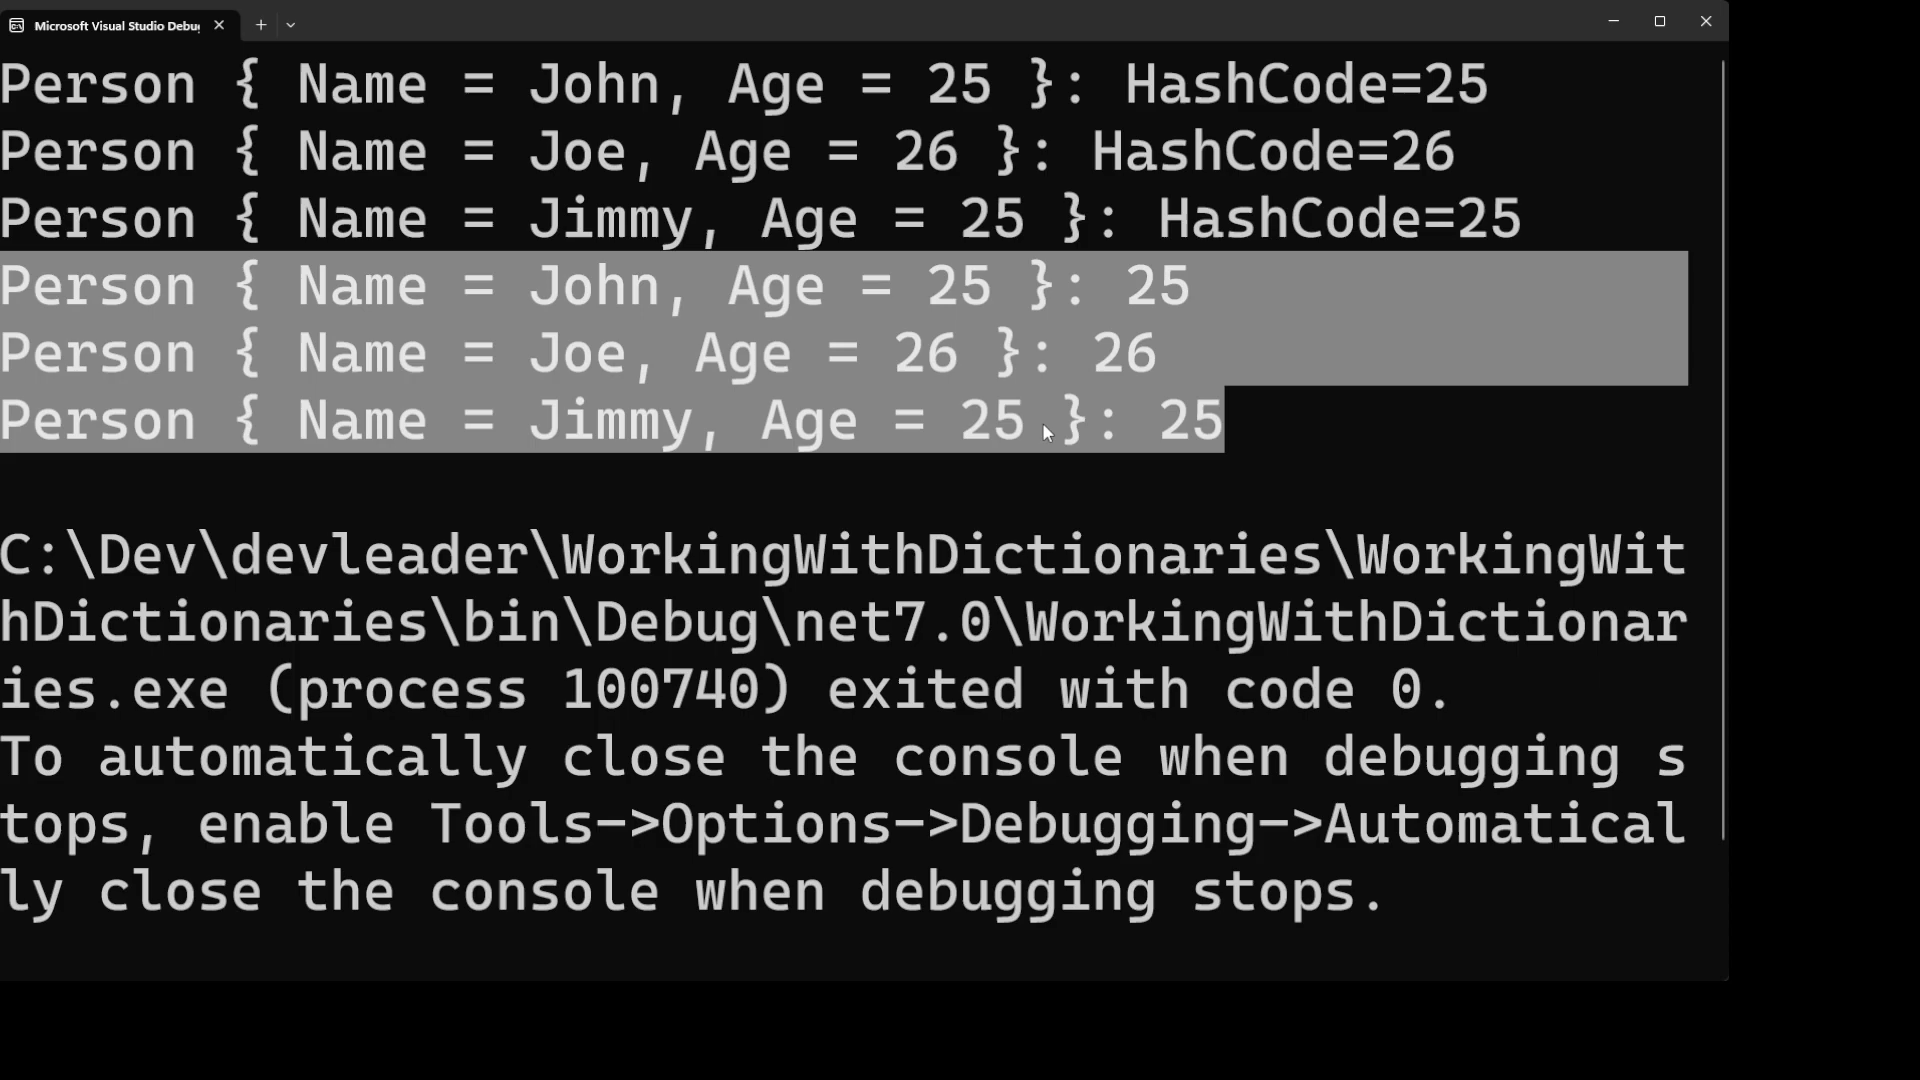 Microsoft Visual Studio Debug
Person { Name = John, Age = 25 }: HashCode=25
Person { Name = Joe, Age = 26 }: HashCode=26
Person { Name = Jimmy, Age = 25 }: HashCode=25
Person { Name = John, Age = 25 }: 25
Person { Name = Joe, Age = 26 }: 26
Person { Name = Jimmy, Age = 25 }: 25
C:\Dev\devleader\WorkingWithDictionaries\WorkingWit
hDictionaries\bin\Debug\net7.0\WorkingWithDictionar
ies.exe (process 100740) exited with code 0.
To automatically close the console when debugging s
tops, enable Tools->Options->Debugging->Automatical
ly close the console when debugging stops.